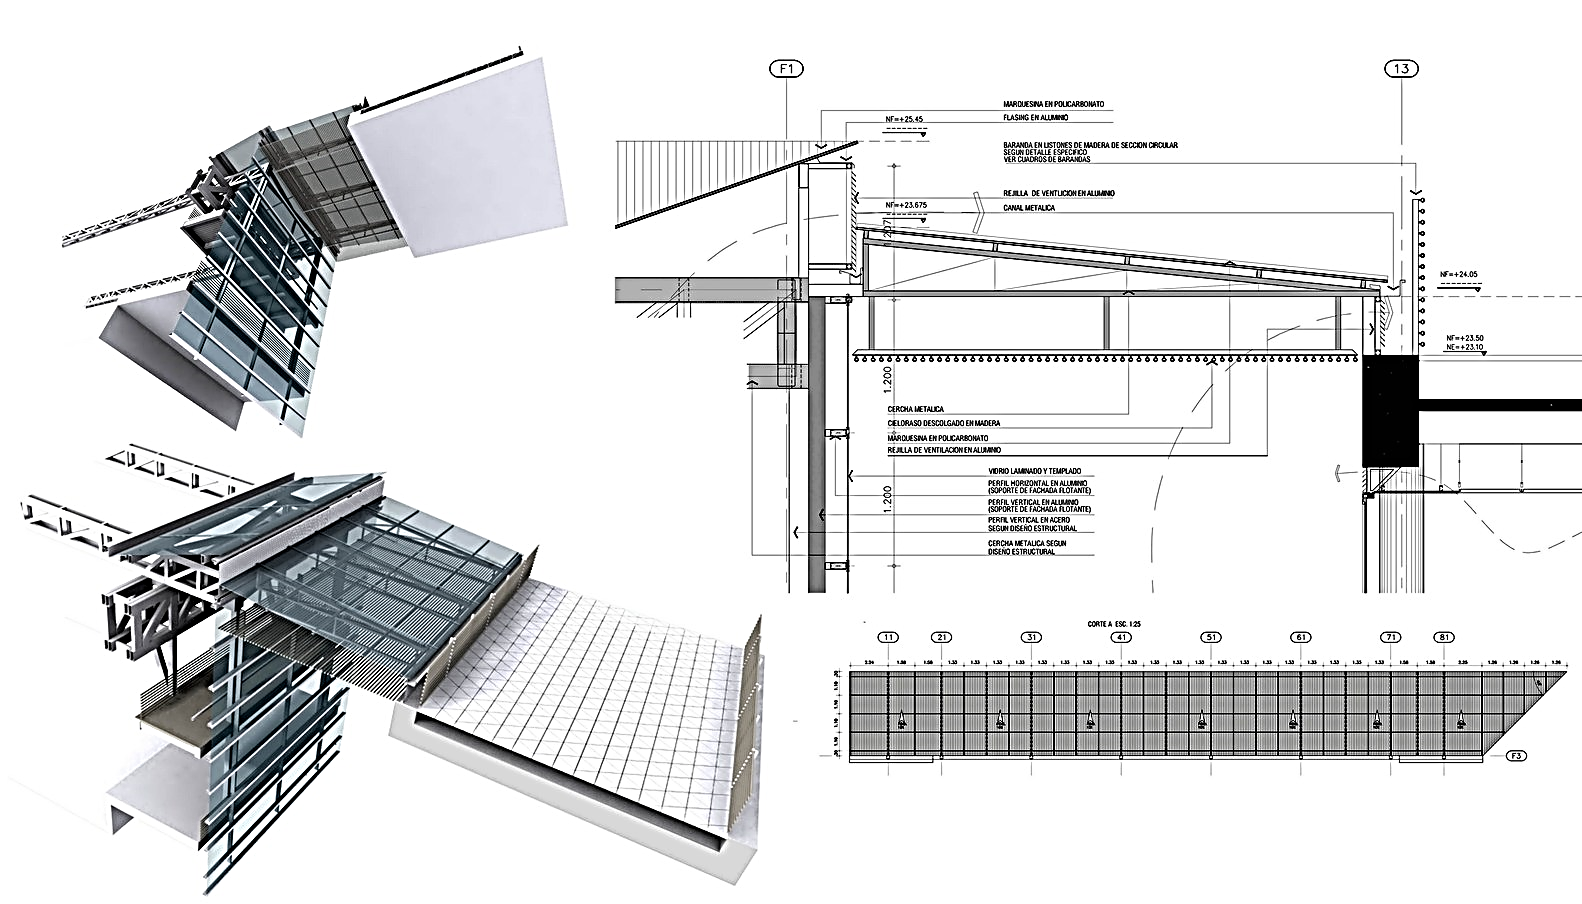 F1
13
MARQUESINA EN POLICARBONATO
FLASING EN ALUMINIO
NF=+25.45
BARANDA EN LISTONES DE MADERA DE SECCION CIRCULAR
SEGUN DETALLE ESPECIFICO
VER CUADROS DE BARANDAS
REJILLA DE VENTLICION EN ALUMINIO
NF=+23.675
CANAL METALICA
1.207
NF=+24.05
NF=+23.50
NE=+23.10
1.200
CERCHA METALICA
CIELORASO DESCOLGADO EN MADERA
MARQUESINA EN POLICARBONATO
REJILLA DE VENTILACION EN ALUMINIO
VIDRIO LAMINADO Y TEMPLADO
PERFIL HORIZONTAL EN ALUMINIO
(SOPORTE DE FACHADA FLOTANTE)
1.200
PERFIL VERTICAL EN ALUMINIO
(SOPORTE DE FACHADA FLOTANTE)
PERFIL VERTICAL EN ACERO
SEGUN DISEÑO ESTRUCTURAL
CERCHA METALICA SEGUN
DISEÑO ESTRUCTURAL
CORTE A ESC. 1:25
11 21 31 41 51 61 71 81
F3